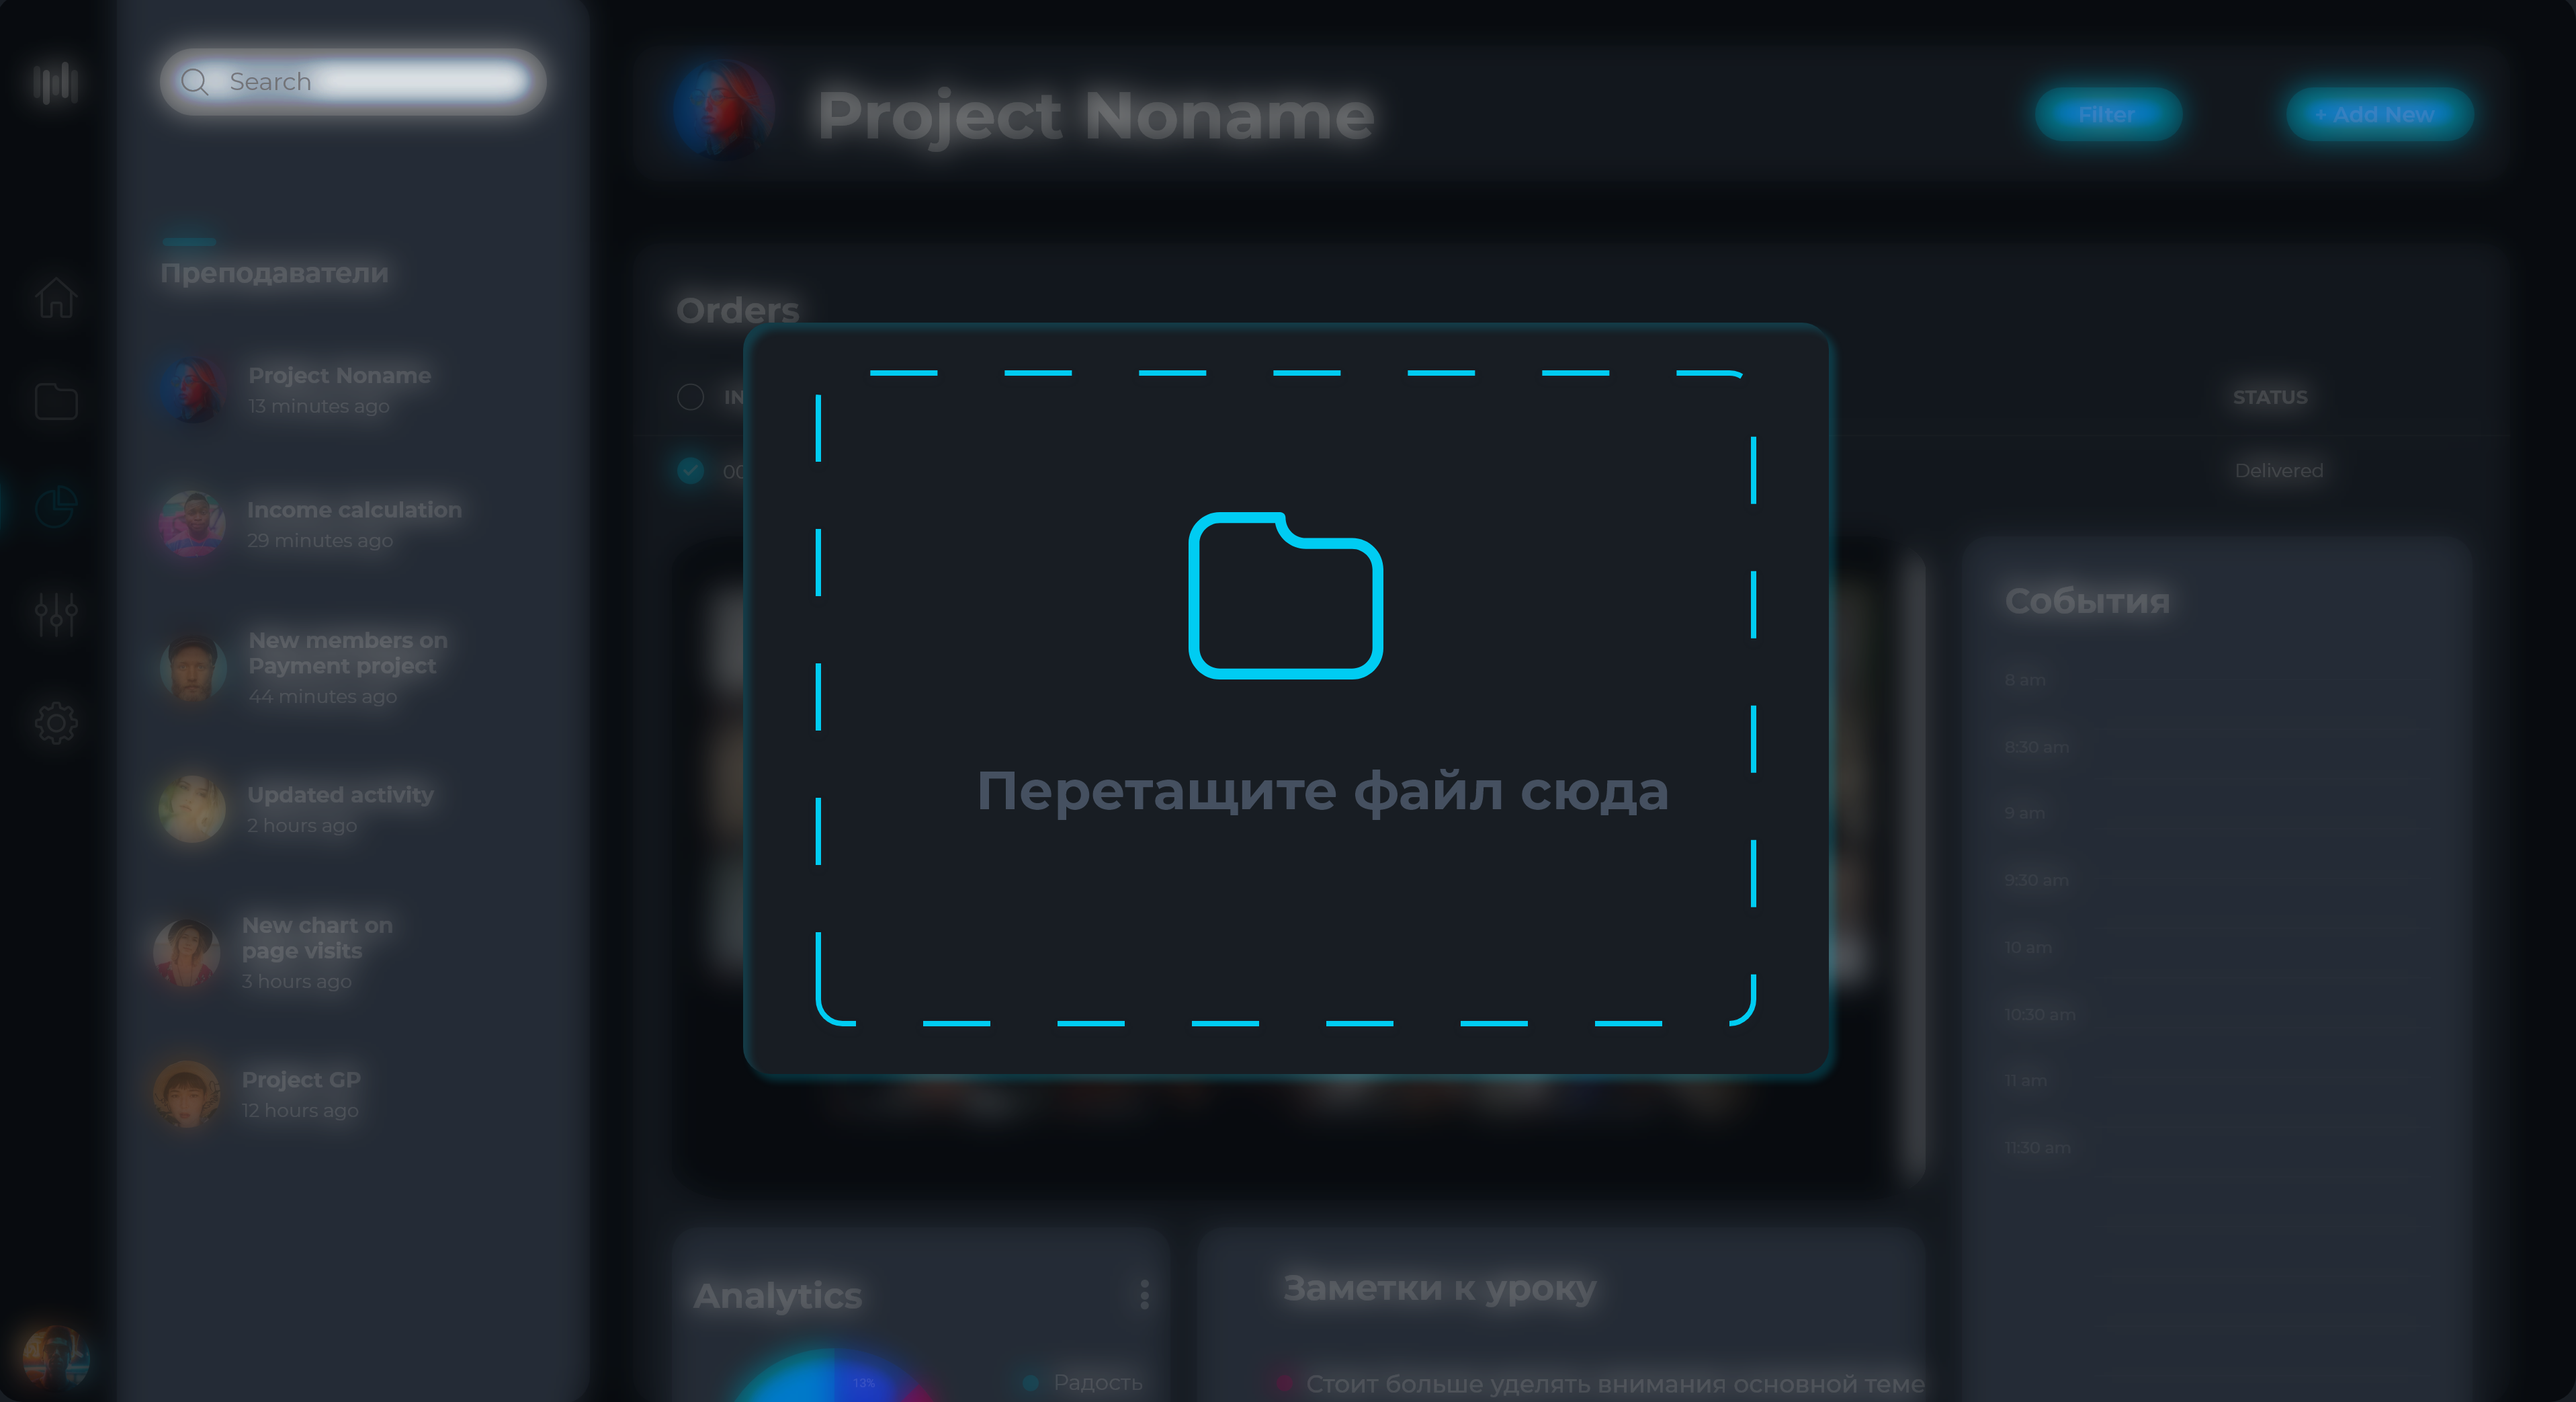 Search
Преподаватели
Project Noname
13 minutes ago
Income calculation
29 minutes ago
New members on
Payment project
44 minutes ago
Updated activity
2 hours ago
New chart on
page visits
3 hours ago
Project GP
12 hours ago
Project Noname
Filter
+ Add New
Orders
IN
STATUS
00
Delivered
Перетащите файл сюда
События
8 am
8:30 am
9 am
9:30 am
10 am
10:30 am
11 am
11:30 am
Analytics
13%
Радость
Заметки к уроку
Стоит больше уделять внимания основной теме